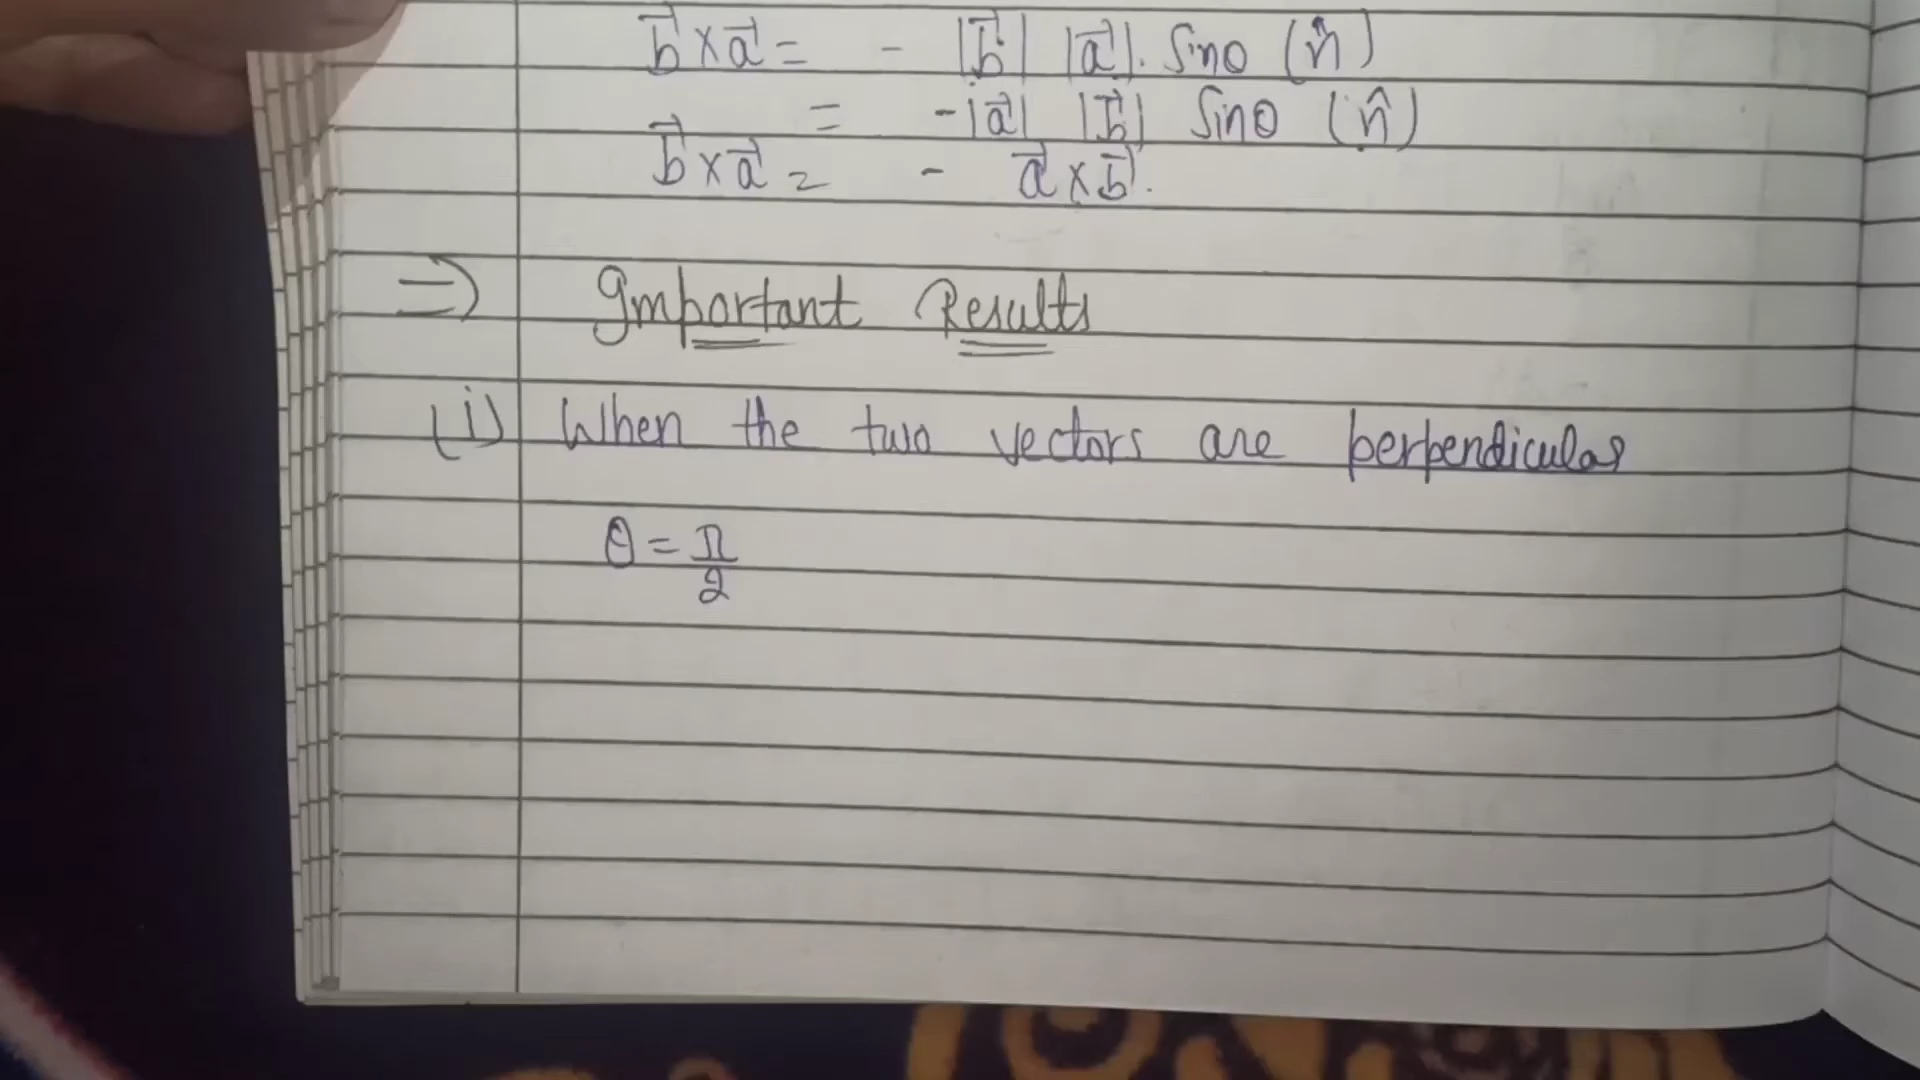 b⃗ × a⃗ = - |b⃗| |a⃗|. Sinθ (n̂)
= -|a⃗| |b⃗| Sinθ (n̂)
b⃗ × a⃗ = - a⃗ × b⃗.
⇒ Important Results
(i) When the two vectors are perpendicular
θ = π/2